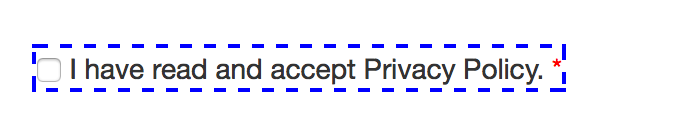 I have read and accept Privacy Policy. *